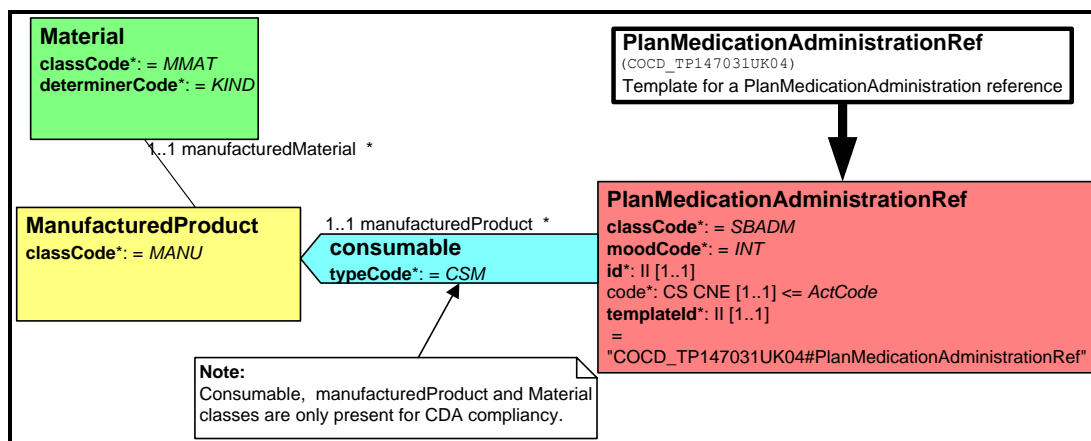 Material
classCode*: = MMAT
determinerCode*: = KIND
1..1 manufacturedMaterial *
PlanMedicationAdministrationRef
(COCD_TP147031UK04)
Template for a PlanMedicationAdministration reference
ManufacturedProduct
classCode*: = MANU
1..1 manufacturedProduct *
consumable
typeCode*: = CSM
PlanMedicationAdministrationRef
classCode*: = SBADM
moodCode*: = INT
id*: II [1..1]
code*: CS CNE [1..1] <= ActCode
templateId*: II [1..1]
=
"COCD_TP147031UK04#PlanMedicationAdministrationRef"
Note:
Consumable, manufacturedProduct and Material
classes are only present for CDA compliancy.